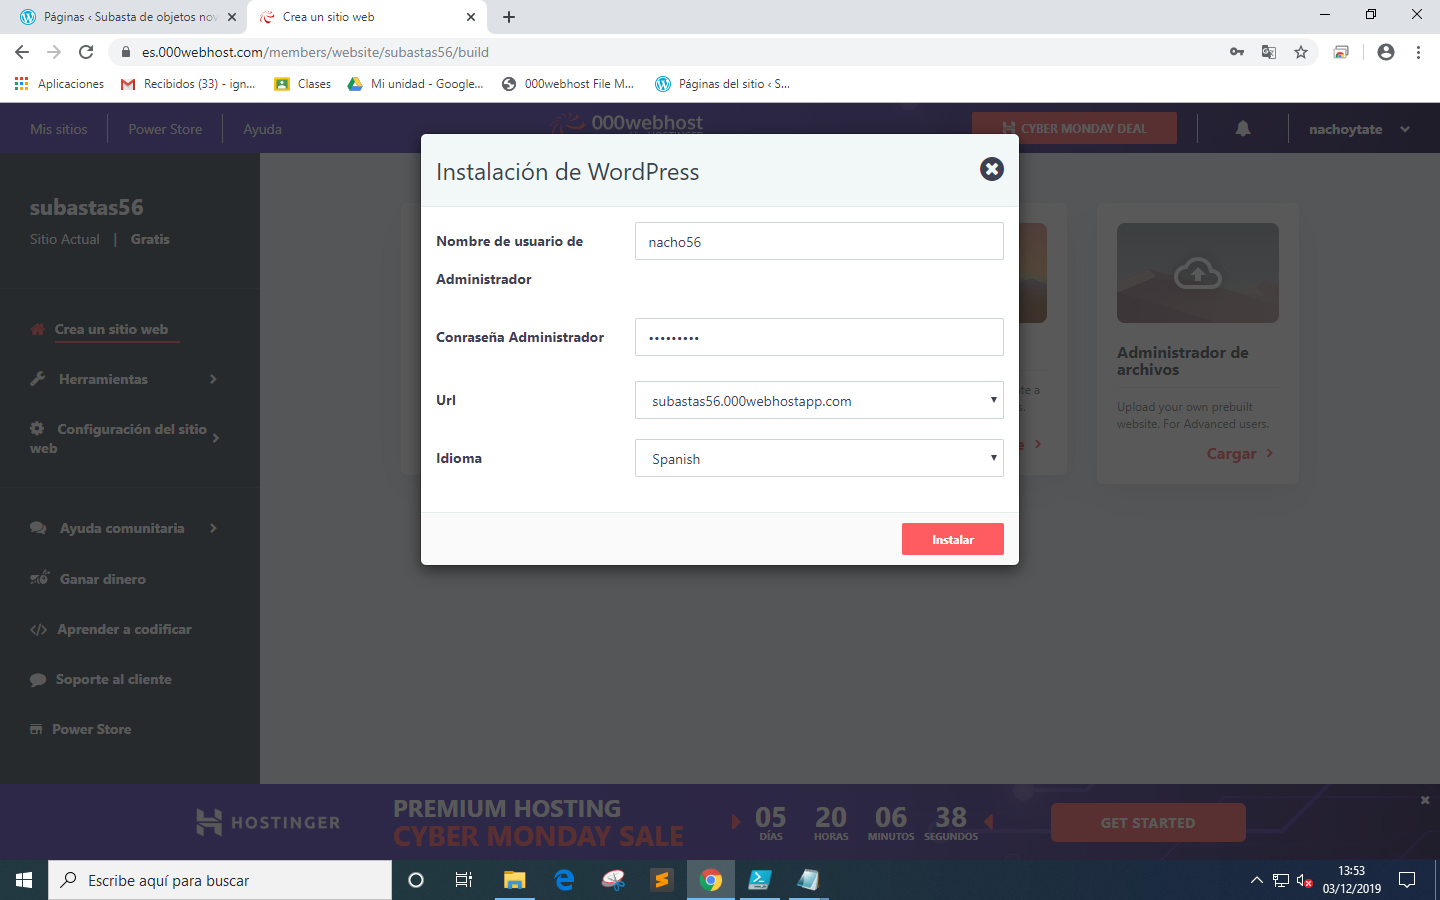 Páginas ‹ Subasta de objetos nov
Crea un sitio web
es.000webhost.com/members/website/subastas56/build
Aplicaciones
Recibidos (33) - ign...
Clases
Mi unidad - Google...
000webhost File M...
Páginas del sitio ‹ S...
Mis sitios
Power Store
Ayuda
000webhost
CYBER MONDAY DEAL
nachoytate
subastas56
Sitio Actual | Gratis
Crea un sitio web
Herramientas
Configuración del sitio
web
Ayuda comunitaria
Ganar dinero
Aprender a codificar
Soporte al cliente
Power Store
Instalación de WordPress
Nombre de usuario de
Administrador
nacho56
Conraseña Administrador
•••••••••
Url
subastas56.000webhostapp.com
Idioma
Spanish
Instalar
Administrador de
archivos
Upload your own prebuilt
website. For Advanced users.
Cargar
HOSTINGER
PREMIUM HOSTING
CYBER MONDAY SALE
05 20 06 38
DÍAS HORAS MINUTOS SEGUNDOS
GET STARTED
Escribe aquí para buscar
13:53
03/12/2019